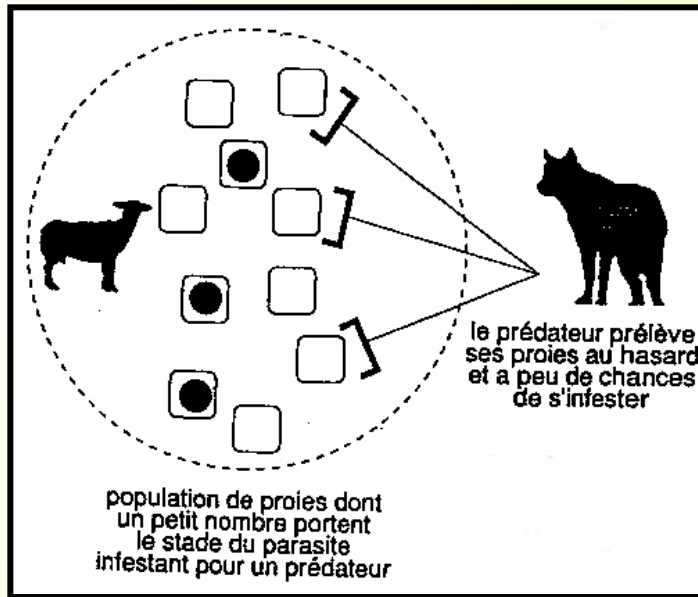 le prédateur prélève
ses proies au hasard
et a peu de chances
de s'infester
population de proies dont
un petit nombre portent
le stade du parasite
infestant pour un prédateur